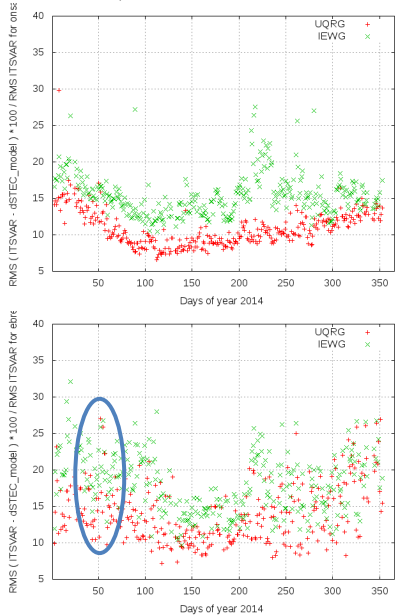 RMS ( ITSVAR - dSTEC_model ) * 100 / RMS ITSVAR for onsa
40
35
30
25
20
15
10
5
UQRG
IEWG
50 100 150 200 250 300 350
Days of year 2014
RMS ( ITSVAR - dSTEC_model ) * 100 / RMS ITSVAR for ebre
40
35
30
25
20
15
10
5
UQRG
IEWG
50 100 150 200 250 300 350
Days of year 2014